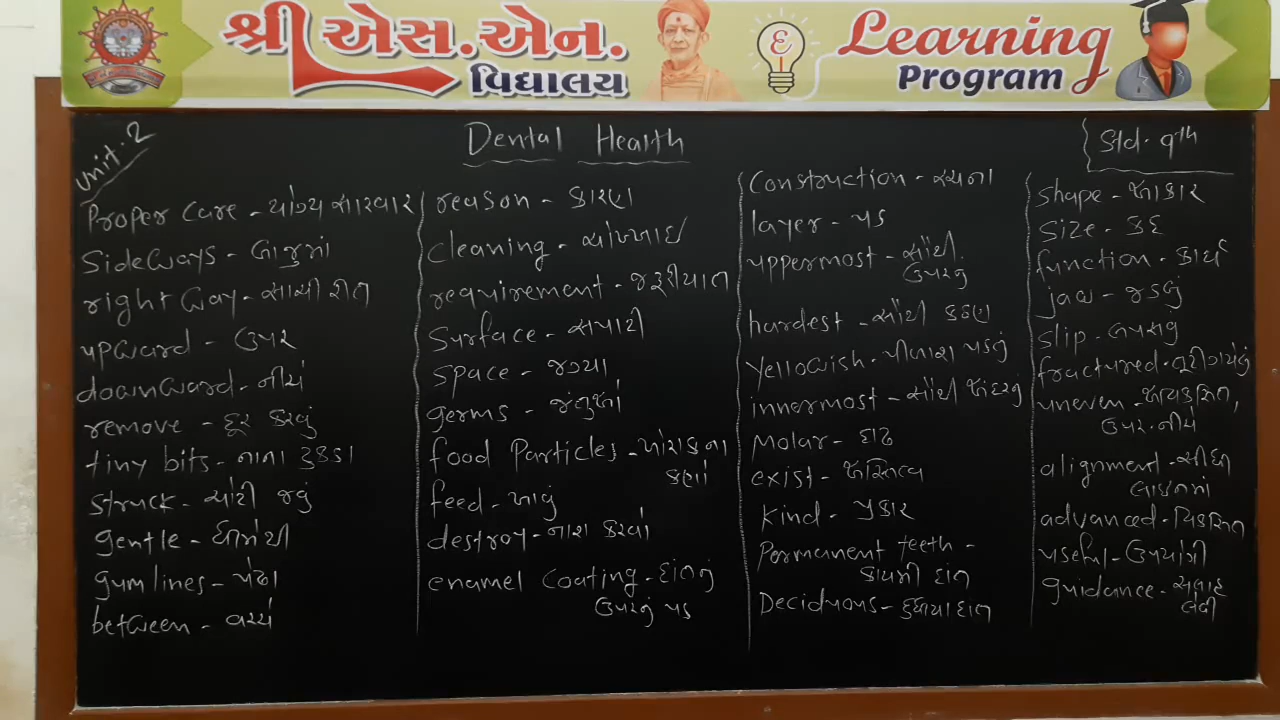 શ્રી એસ.એન. વિદ્યાલય
Learning Program
Unit. 2
Dental Health
Std. 9th
Proper Care - યોગ્ય સારવાર
SideWays - બાજુમાં
right Way - સાચી રીત
upWard - ઉપર
downWard - નીચે
remove - દૂર કરવું
tiny bits - નાના ટુકડા
struck - ચોંટી જવું
gentle - ધીમેથી
gum lines - પેઢા
between - વચ્ચે
reason - કારણ
cleaning - ચોખ્ખાઈ
requirement - જરૂરીયાત
Surface - સપાટી
space - જગ્યા
germs - જંતુઓ
food Particles - ખોરાકના
કણો
feed - ખાવું
destroy - નાશ કરવો
enamel Coating - દાંતનું
ઉપરનું પડ
Construction - રચના
layer - પડ
uppermost - સૌથી
ઉપરનું
hardest - સૌથી કઠણ
Yellowish - પીળાશ પડતું
innermost - સૌથી અંદરનું
Molar - દાઢ
exist - અસ્તિત્વ
Kind - પ્રકાર
Permanent teeth -
કાયમી દાંત
Deciduous - દુધીયા દાંત
Shape - આકાર
Size - કદ
function - કાર્ય
jaw - જડબું
slip - લપસવું
fractured - તૂટી ગયેલું
uneven - અવ્યવસ્થિત,
ઉપર-નીચે
alignment - સીધી
લાઈનમાં
advanced - વિકસિત
useful - ઉપયોગી
guidance - સલાહ
લેવી